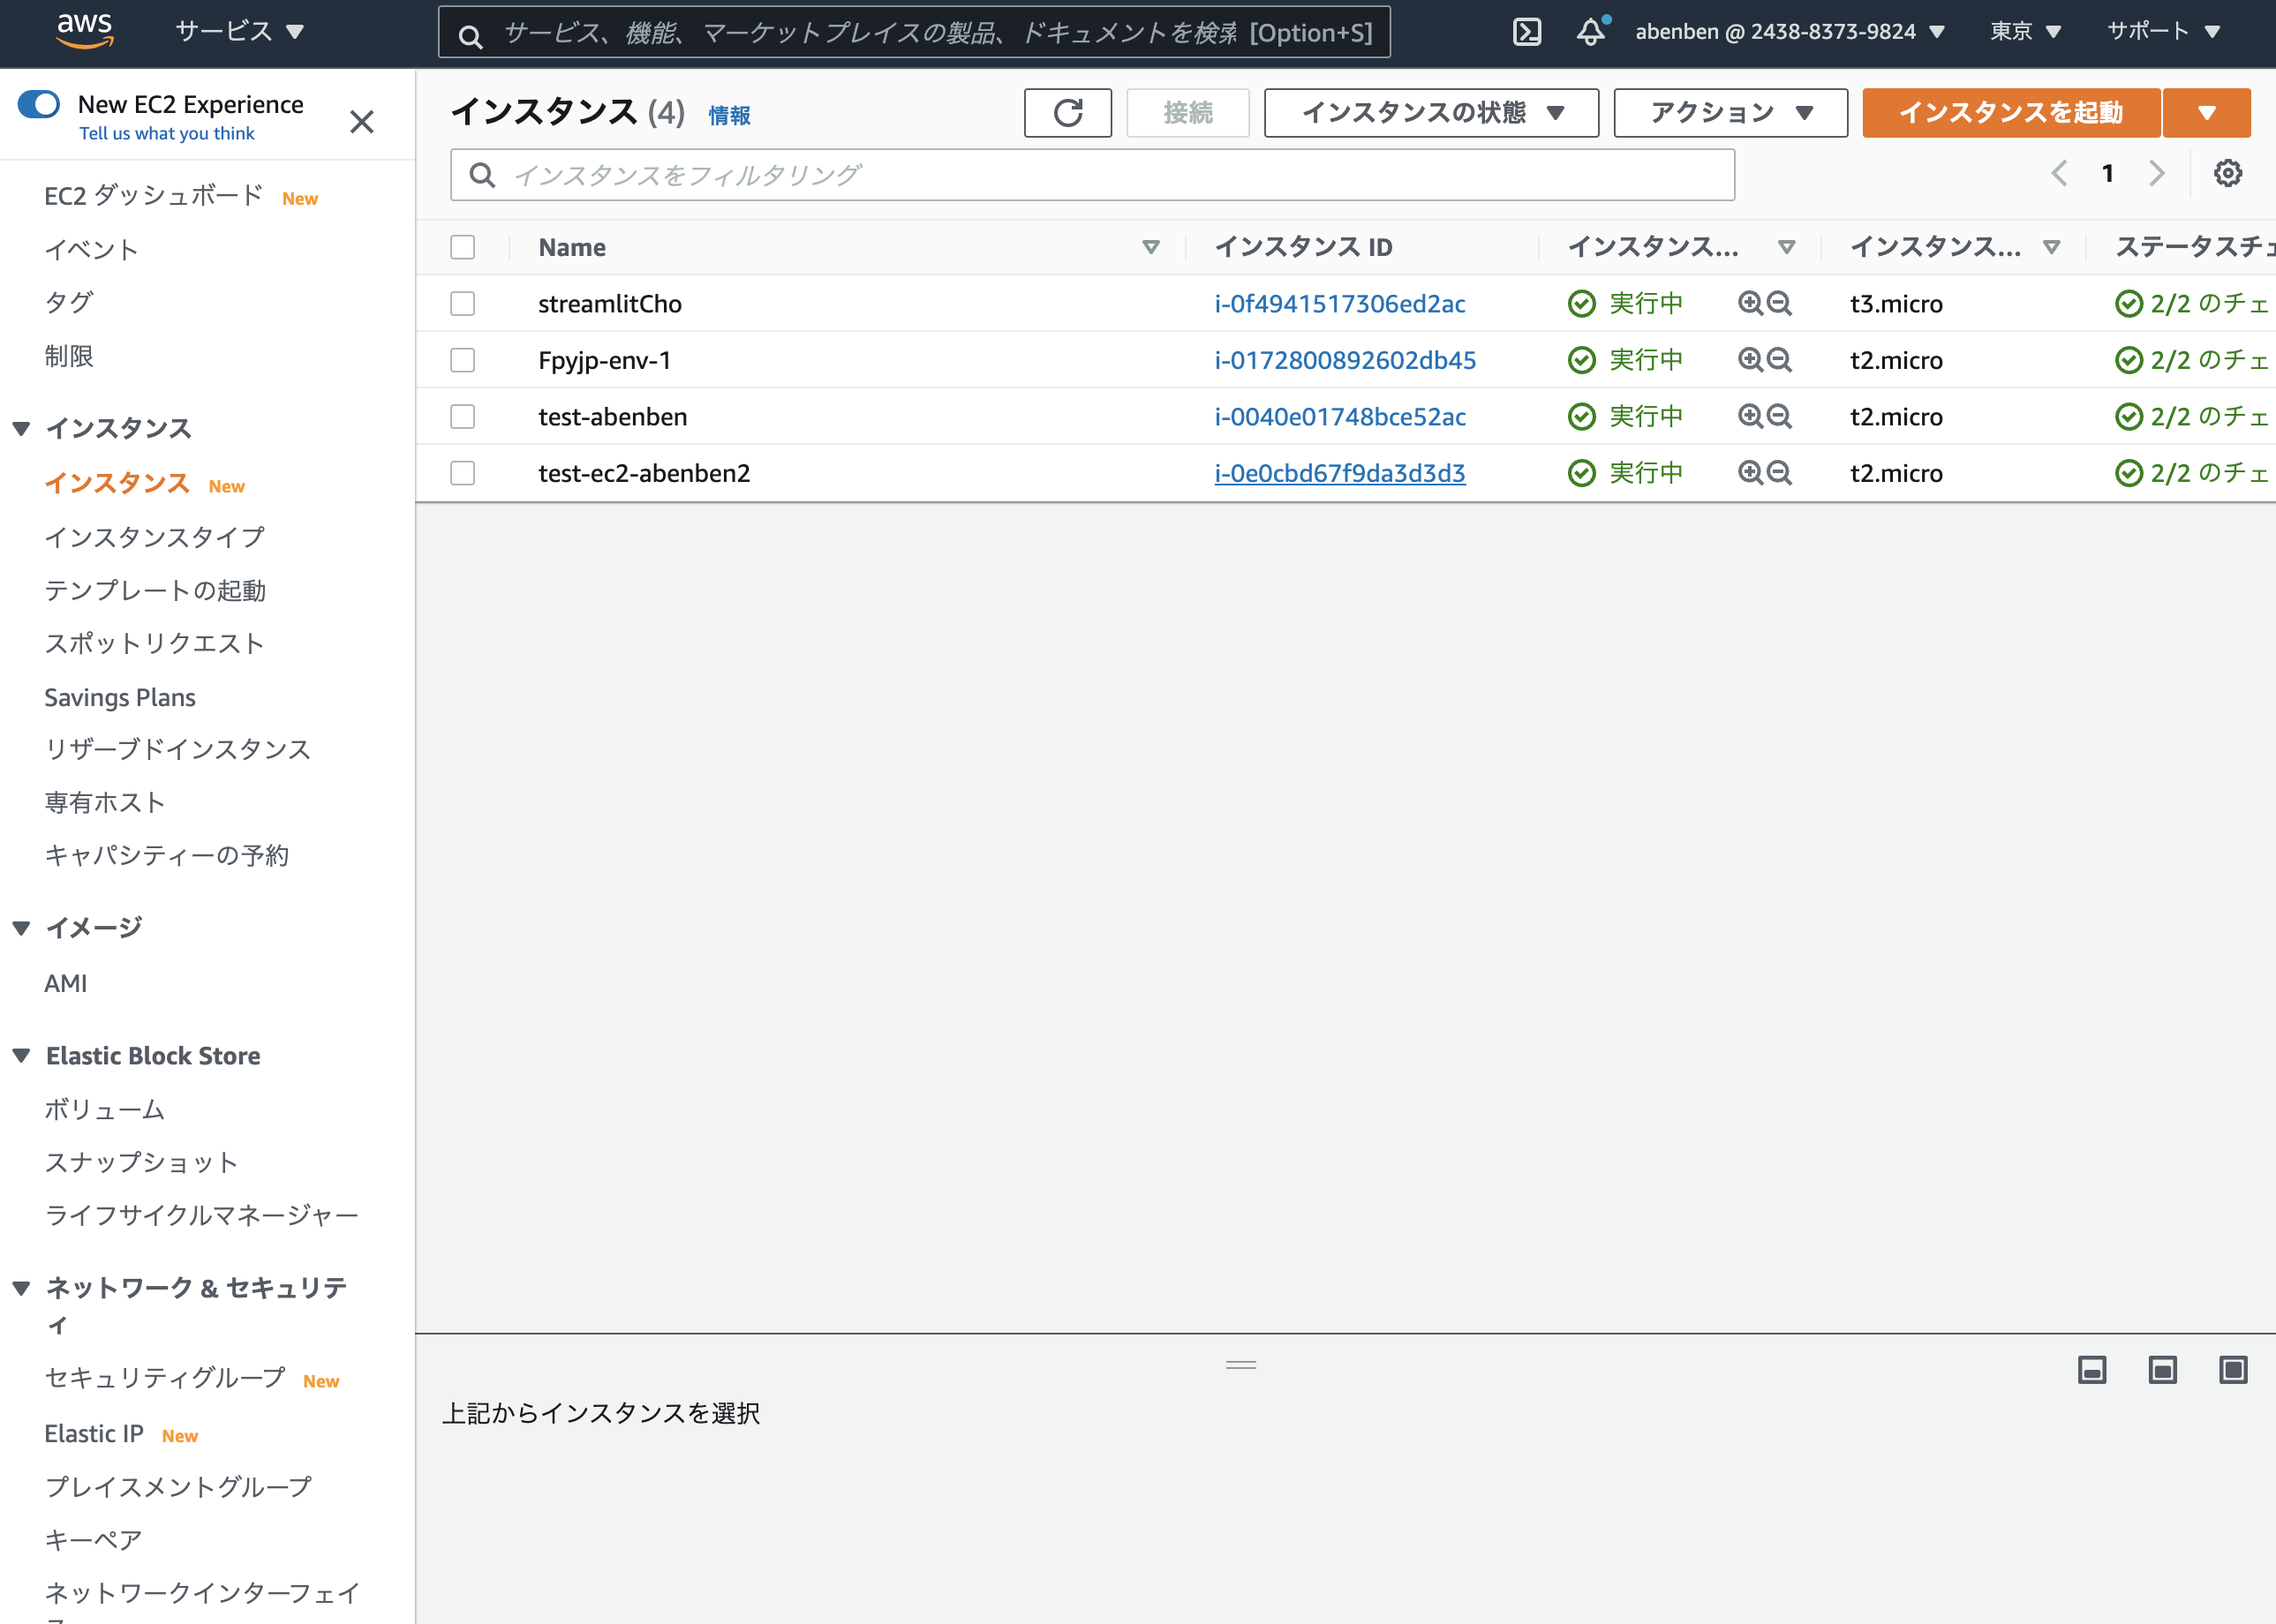 aws サービス サービス、機能、マーケットプレイスの製品、ドキュメントを検索 [Option+S] abenben @ 2438-8373-9824 東京 サポート
New EC2 Experience
Tell us what you think
EC2 ダッシュボード New
イベント
タグ
制限
インスタンス
インスタンス New
インスタンスタイプ
テンプレートの起動
スポットリクエスト
Savings Plans
リザーブドインスタンス
専有ホスト
キャパシティーの予約
イメージ
AMI
Elastic Block Store
ボリューム
スナップショット
ライフサイクルマネージャー
ネットワーク & セキュリテ
ィ
セキュリティグループ New
Elastic IP New
プレイスメントグループ
キーペア
ネットワークインターフェイ
インスタンス (4) 情報 接続 インスタンスの状態 アクション インスタンスを起動
インスタンスをフィルタリング 1
Name インスタンス ID インスタンス... インスタンス... ステータスチェ
streamlitCho i-0f4941517306ed2ac 実行中 t3.micro 2/2 のチェ
Fpyjp-env-1 i-0172800892602db45 実行中 t2.micro 2/2 のチェ
test-abenben i-0040e01748bce52ac 実行中 t2.micro 2/2 のチェ
test-ec2-abenben2 i-0e0cbd67f9da3d3d3 実行中 t2.micro 2/2 のチェ
上記からインスタンスを選択